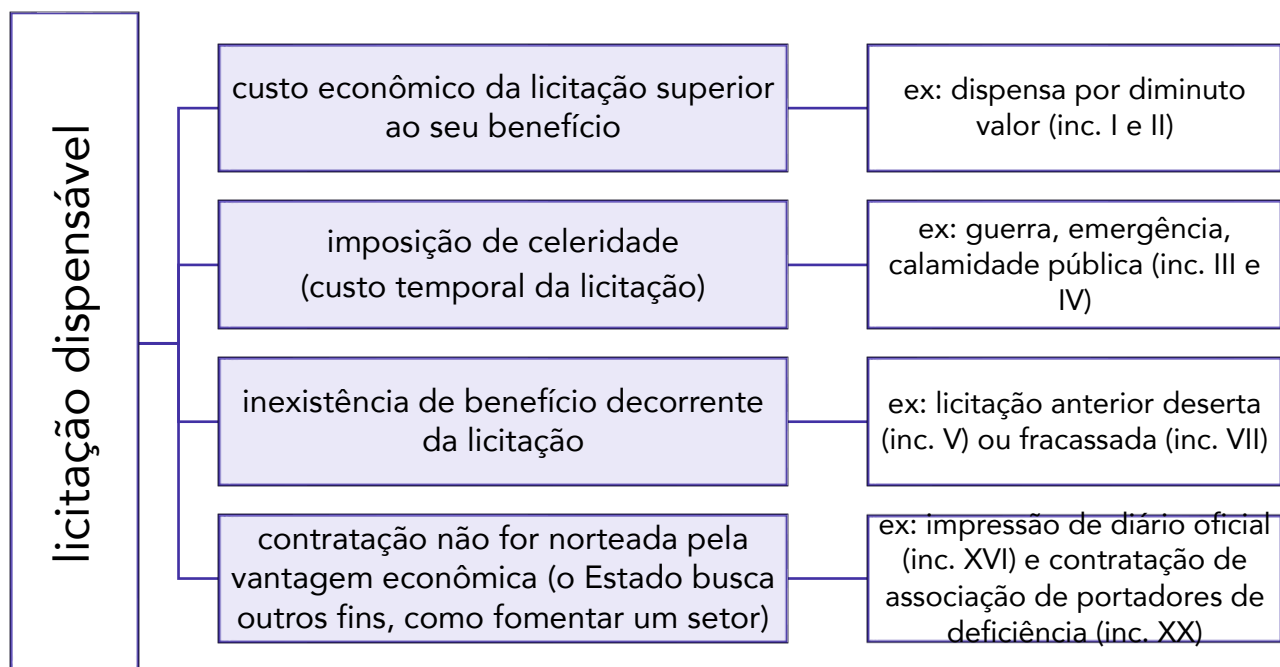 licitação dispensável
custo econômico da licitação superior
ao seu benefício
ex: dispensa por diminuto
valor (inc. I e II)
imposição de celeridade
(custo temporal da licitação)
ex: guerra, emergência,
calamidade pública (inc. III e
IV)
inexistência de benefício decorrente
da licitação
ex: licitação anterior deserta
(inc. V) ou fracassada (inc. VII)
contratação não for norteada pela
vantagem econômica (o Estado busca
outros fins, como fomentar um setor)
ex: impressão de diário oficial
(inc. XVI) e contratação de
associação de portadores de
deficiência (inc. XX)